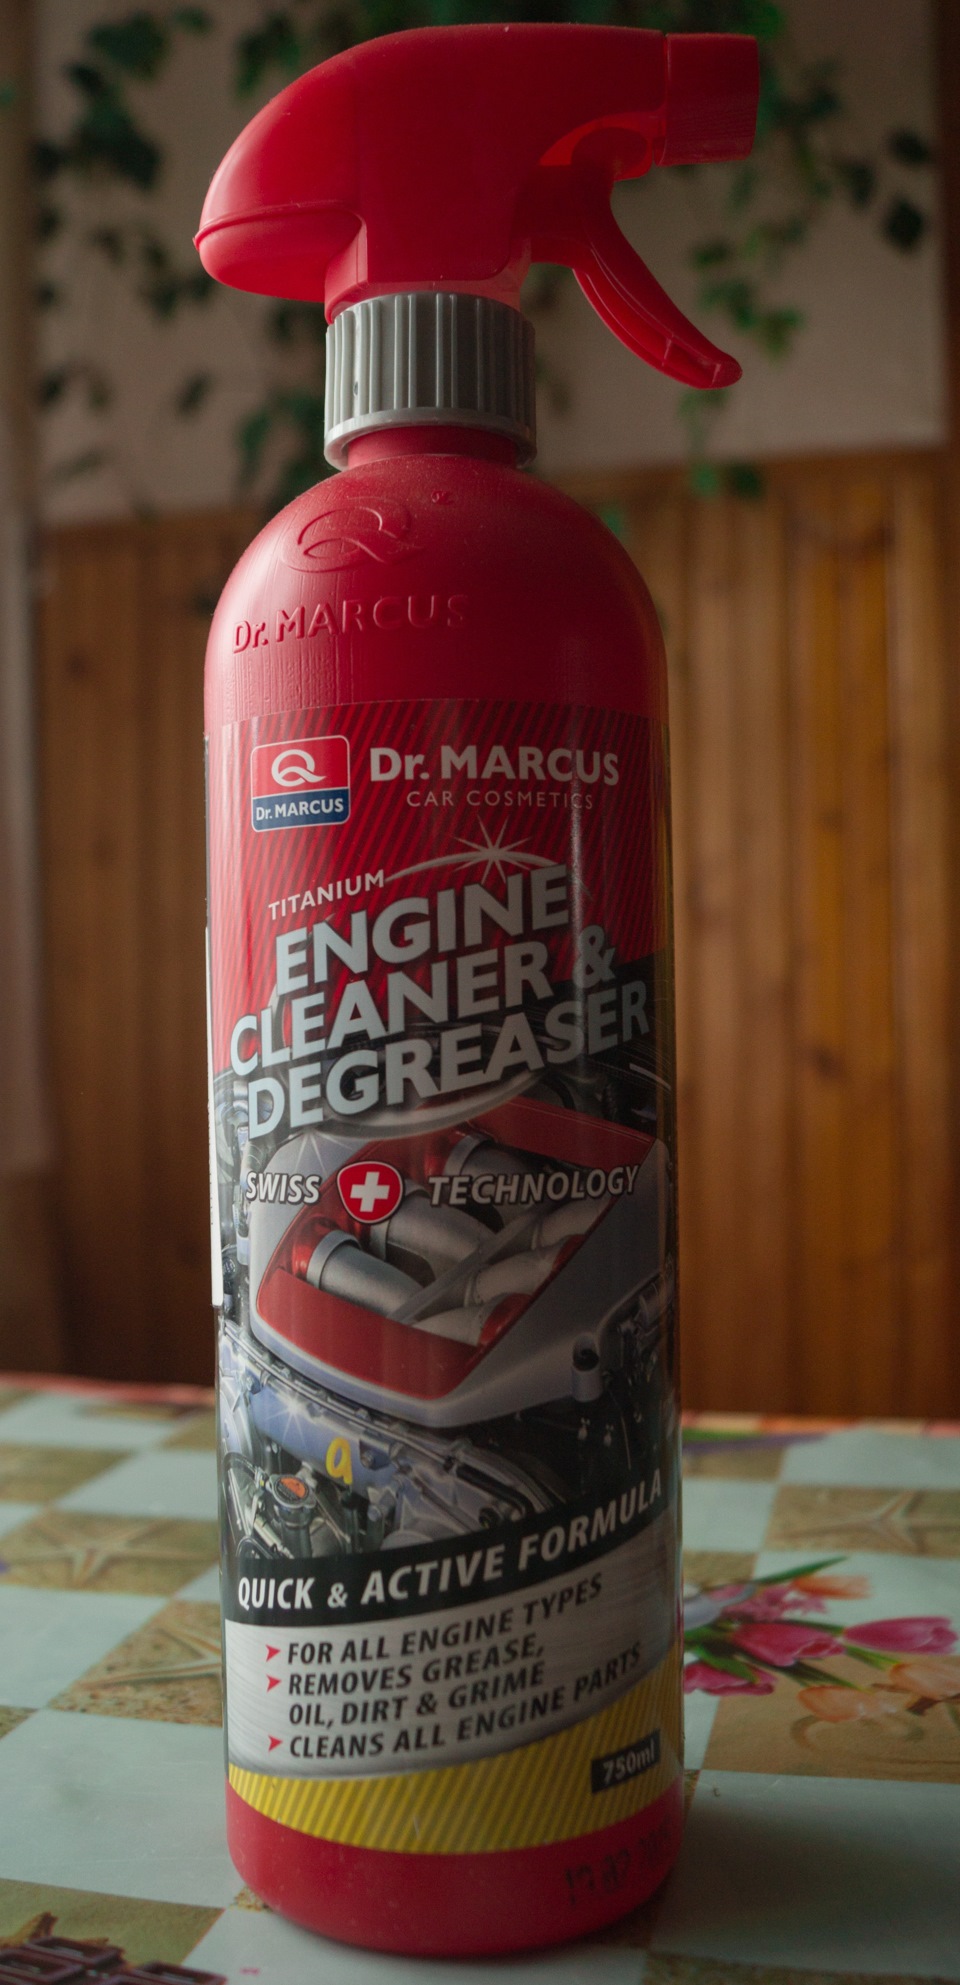 Dr. MARCUS
Dr. MARCUS
Dr. MARCUS
CAR COSMETICS
TITANIUM
ENGINE
CLEANER &
DEGREASER
SWISS TECHNOLOGY
a
QUICK & ACTIVE FORMULA
FOR ALL ENGINE TYPES
REMOVES GREASE,
OIL, DIRT & GRIME
CLEANS ALL ENGINE PARTS
750ml